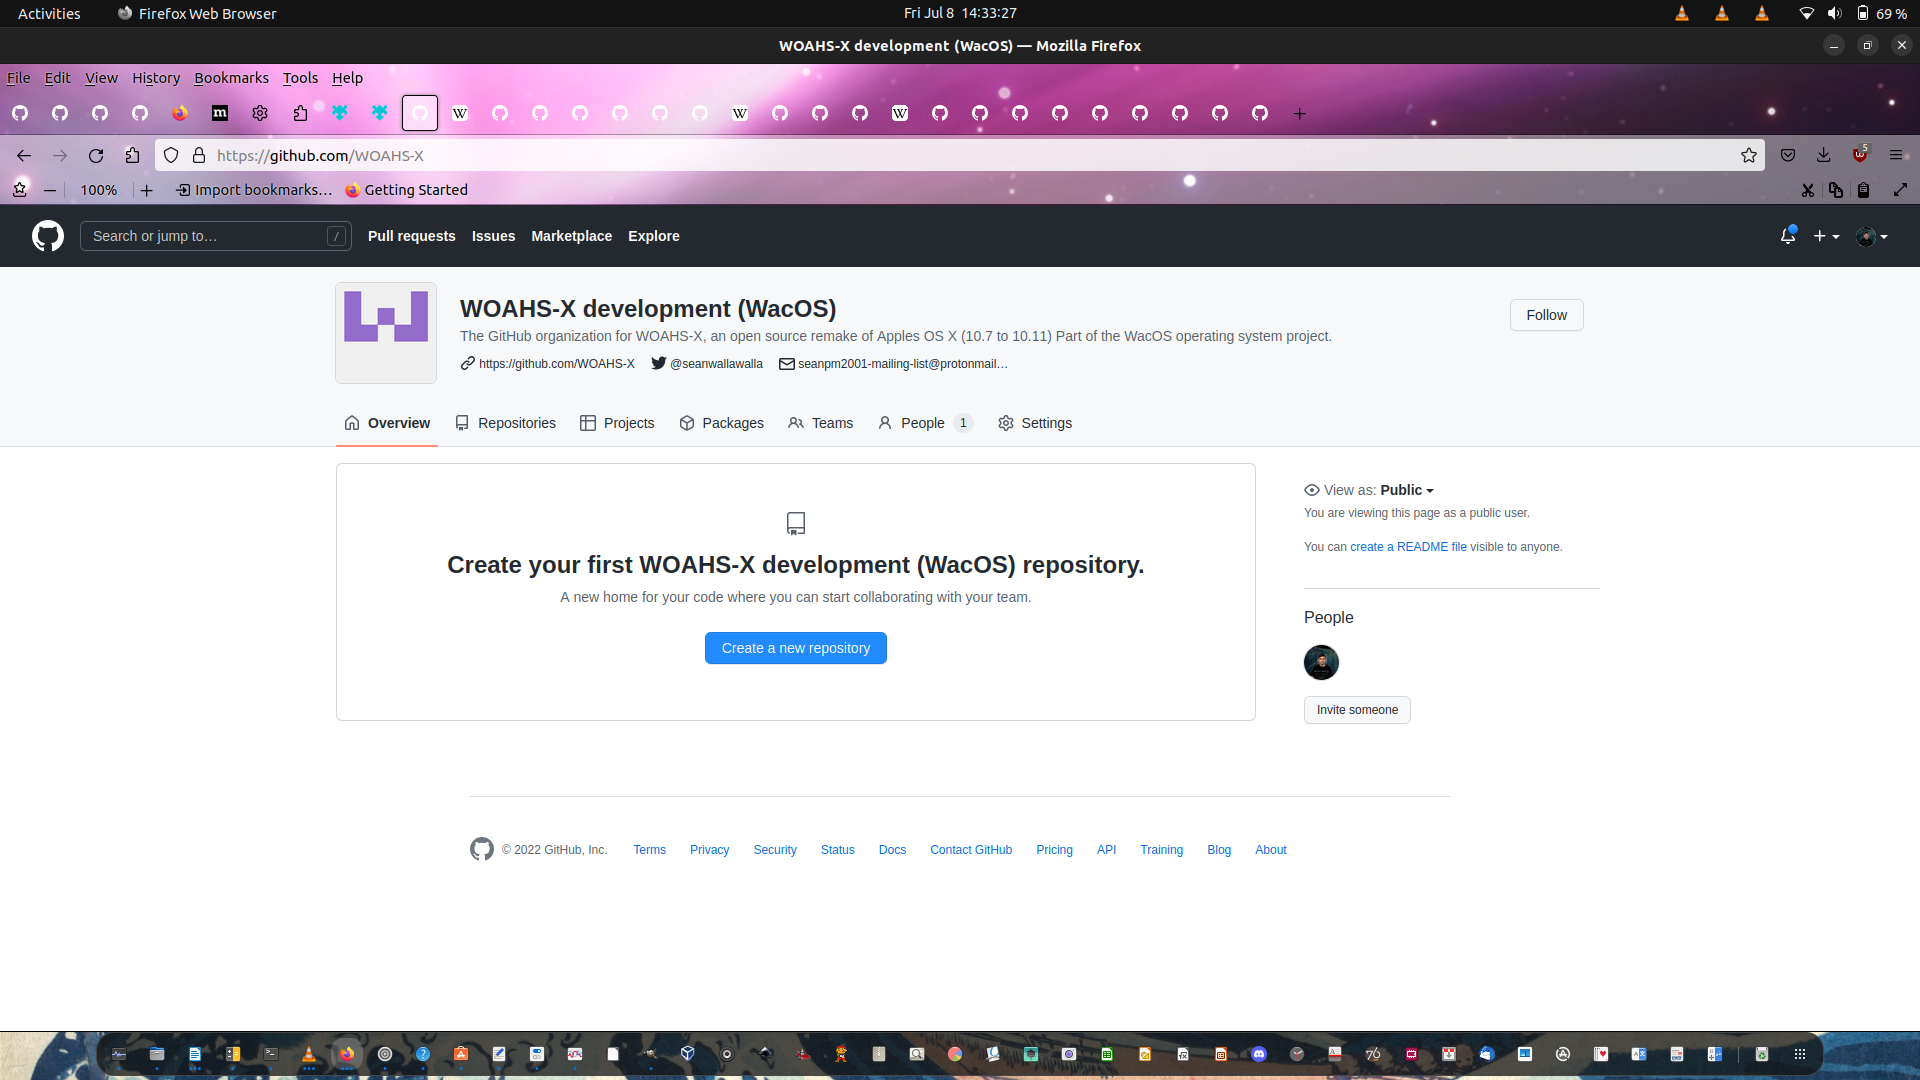 Activities Firefox Web Browser Fri Jul 8 14:33:27 69 %
WOAHS-X development (WacOS) — Mozilla Firefox
File Edit View History Bookmarks Tools Help
https://github.com/WOAHS-X 5
100% Import bookmarks… Getting Started
Search or jump to… / Pull requests Issues Marketplace Explore
WOAHS-X development (WacOS)
Follow
The GitHub organization for WOAHS-X, an open source remake of Apples OS X (10.7 to 10.11) Part of the WacOS operating system project.
https://github.com/WOAHS-X @seanwallawalla seanpm2001-mailing-list@protonmail…
Overview Repositories Projects Packages Teams People 1 Settings
Create your first WOAHS-X development (WacOS) repository.
A new home for your code where you can start collaborating with your team.
Create a new repository
View as: Public
You are viewing this page as a public user.
You can create a README file visible to anyone.
People
Invite someone
© 2022 GitHub, Inc. Terms Privacy Security Status Docs Contact GitHub Pricing API Training Blog About